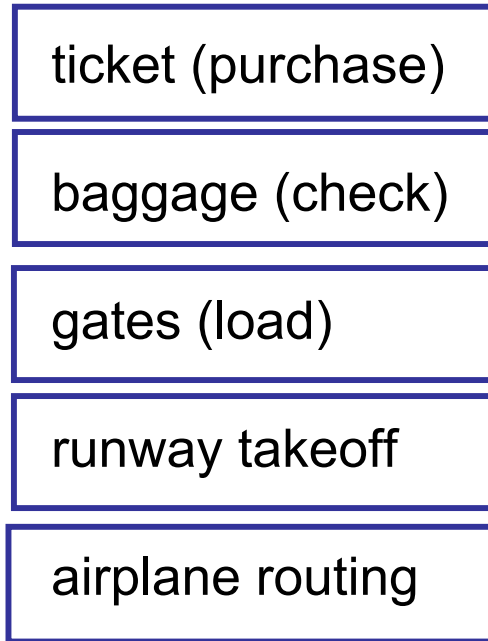 ticket (purchase)
baggage (check)
gates (load)
runway takeoff
airplane routing